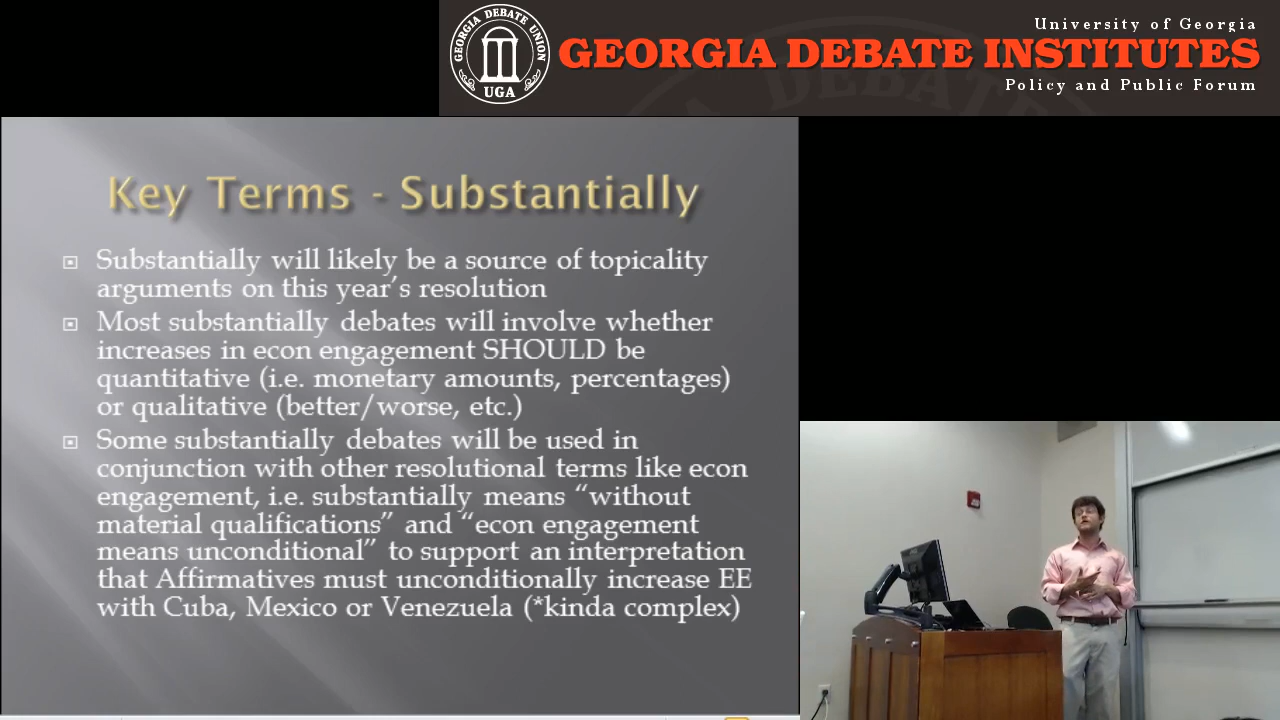 GEORGIA DEBATE UNION
UGA
University of Georgia
GEORGIA DEBATE INSTITUTES
Policy and Public Forum
Key Terms - Substantially
Substantially will likely be a source of topicality
arguments on this year's resolution
Most substantially debates will involve whether
increases in econ engagement SHOULD be
quantitative (i.e. monetary amounts, percentages)
or qualitative (better/worse, etc.)
Some substantially debates will be used in
conjunction with other resolutional terms like econ
engagement, i.e. substantially means “without
material qualifications” and “econ engagement
means unconditional” to support an interpretation
that Affirmatives must unconditionally increase EE
with Cuba, Mexico or Venezuela (*kinda complex)